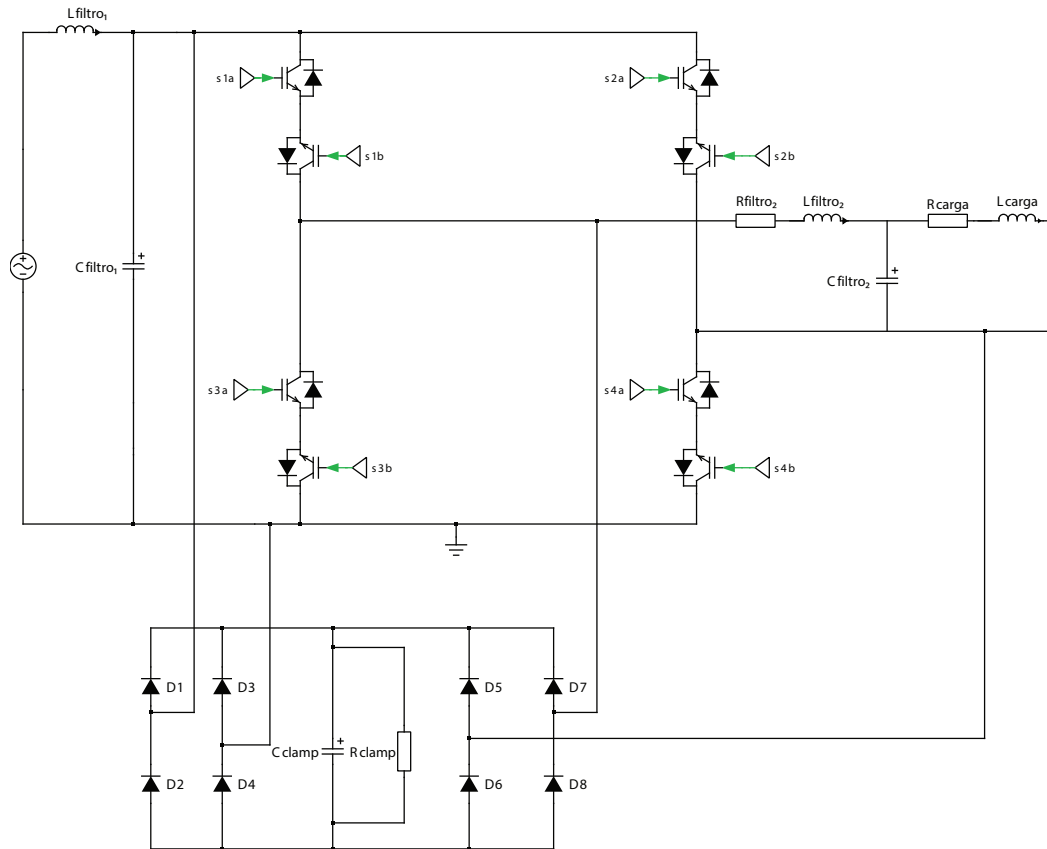 Lfiltro₁
s1a
s2a
s1b
s2b
Rfiltro₂
Lfiltro₂
Rcarga
Lcarga
Cfiltro₁
Cfiltro₂
s3a
s4a
s3b
s4b
D1
D3
D5
D7
Cclamp
Rclamp
D2
D4
D6
D8